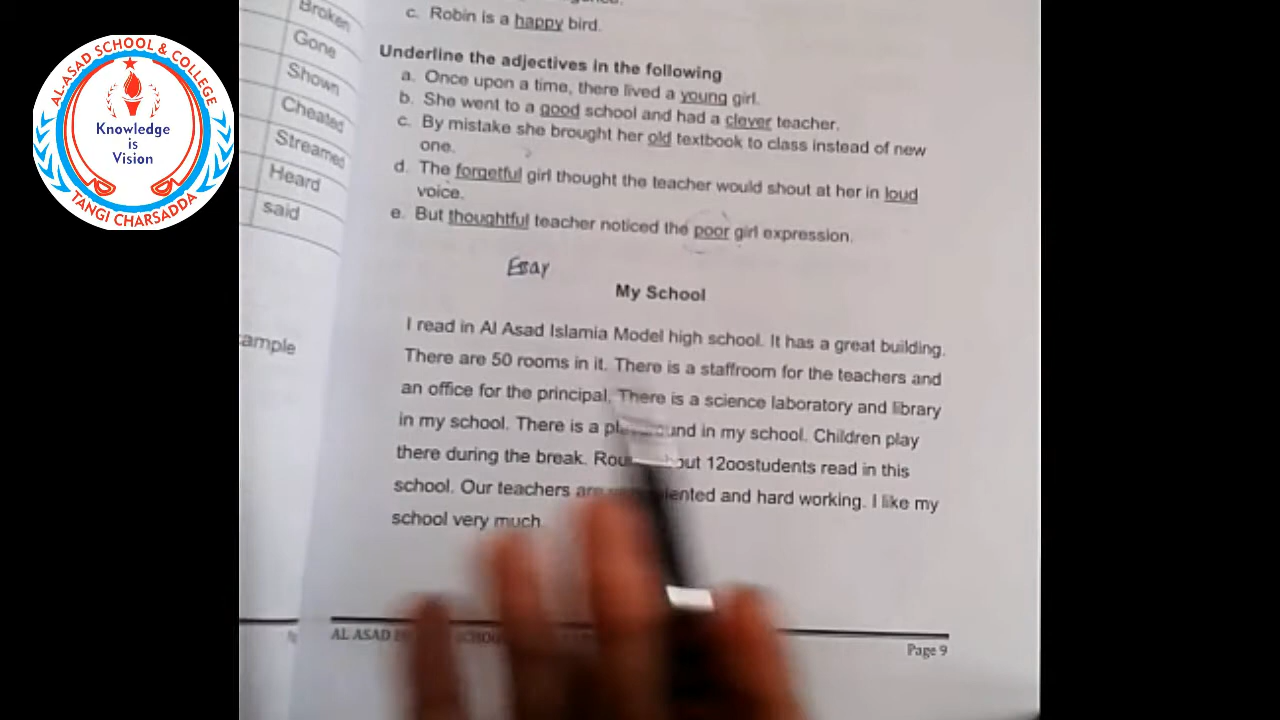 AL-ASAD SCHOOL & COLLEGE
Knowledge
is
Vision
TANGI CHARSADDA
Broken
Gone
Shown
Cheated
Streamed
Heard
said
ample
c. Robin is a happy bird.
Underline the adjectives in the following
a. Once upon a time, there lived a young girl.
b. She went to a good school and had a clever teacher.
c. By mistake she brought her old textbook to class instead of new
one.
d. The forgetful girl thought the teacher would shout at her in loud
voice.
e. But thoughtful teacher noticed the poor girl expression.
Essay
My School
I read in Al Asad Islamia Model high school. It has a great building.
There are 50 rooms in it. There is a staffroom for the teachers and
an office for the principal. There is a science laboratory and library
in my school. There is a playground in my school. Children play
there during the break. 12oostudents read in this
school. Our teachers are and hard working. I like my
school very much
AL ASAD
Page 9